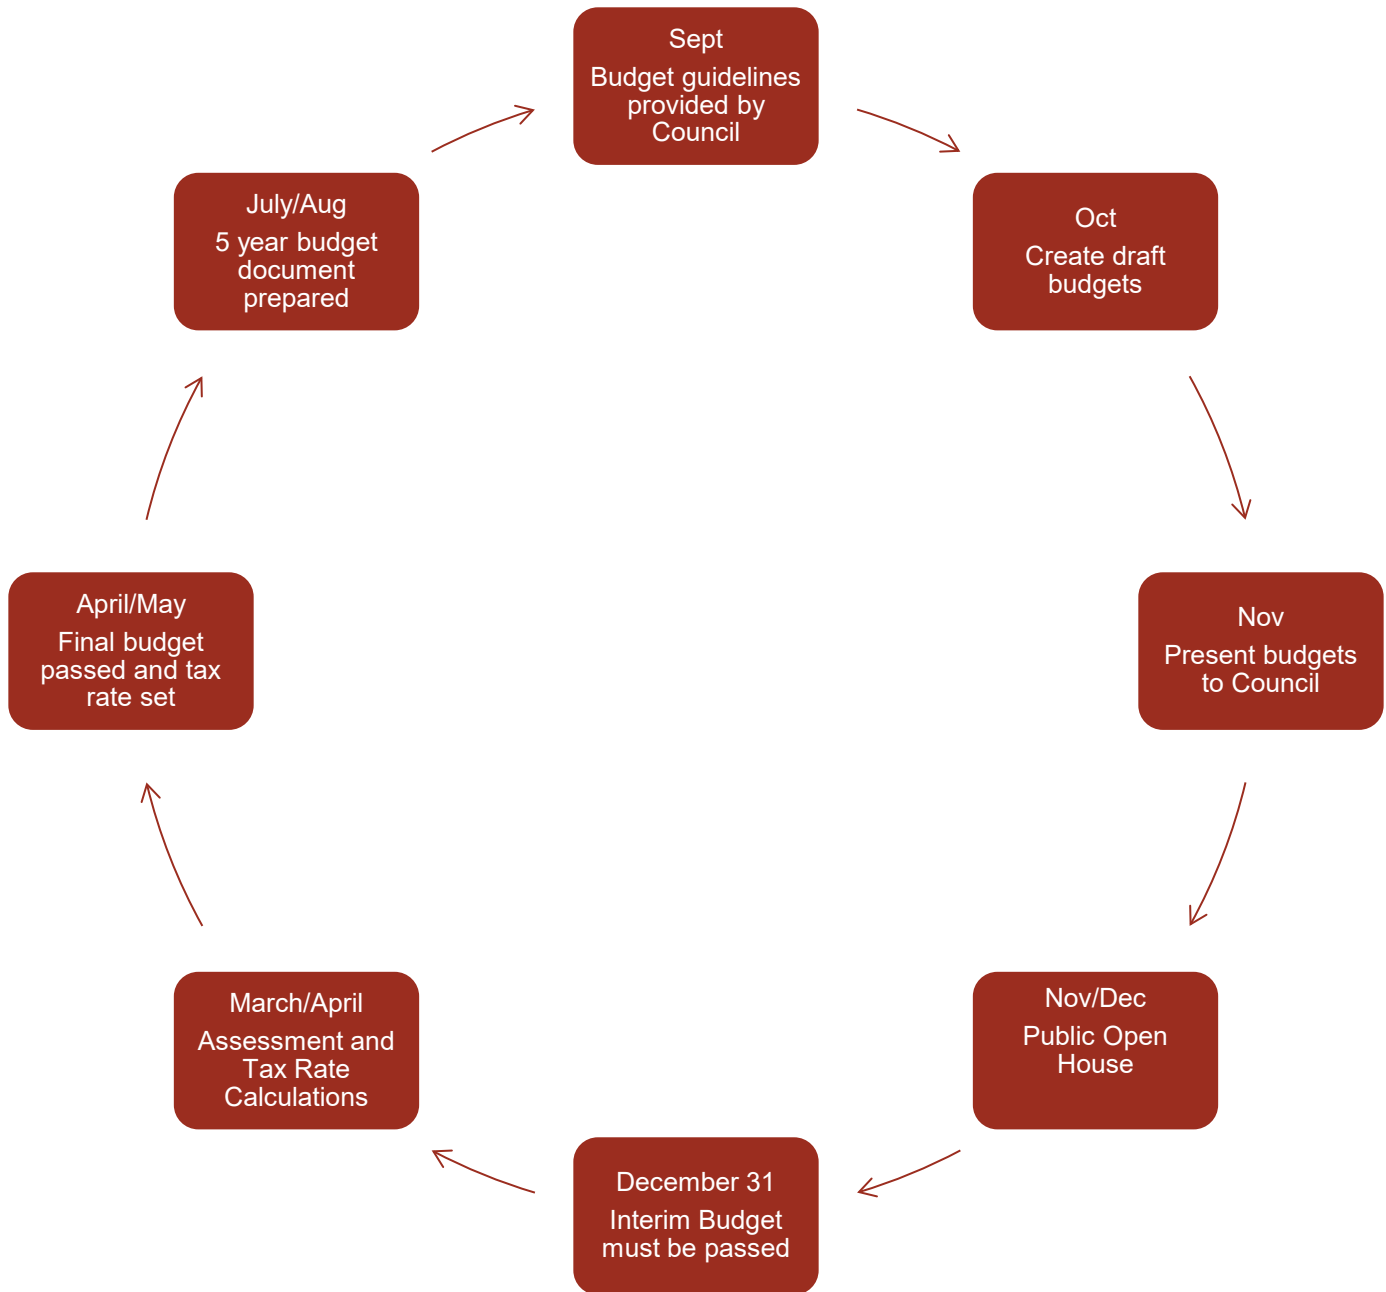 Sept
Budget guidelines
provided by
Council
Oct
Create draft
budgets
Nov
Present budgets
to Council
Nov/Dec
Public Open
House
December 31
Interim Budget
must be passed
March/April
Assessment and
Tax Rate
Calculations
April/May
Final budget
passed and tax
rate set
July/Aug
5 year budget
document
prepared